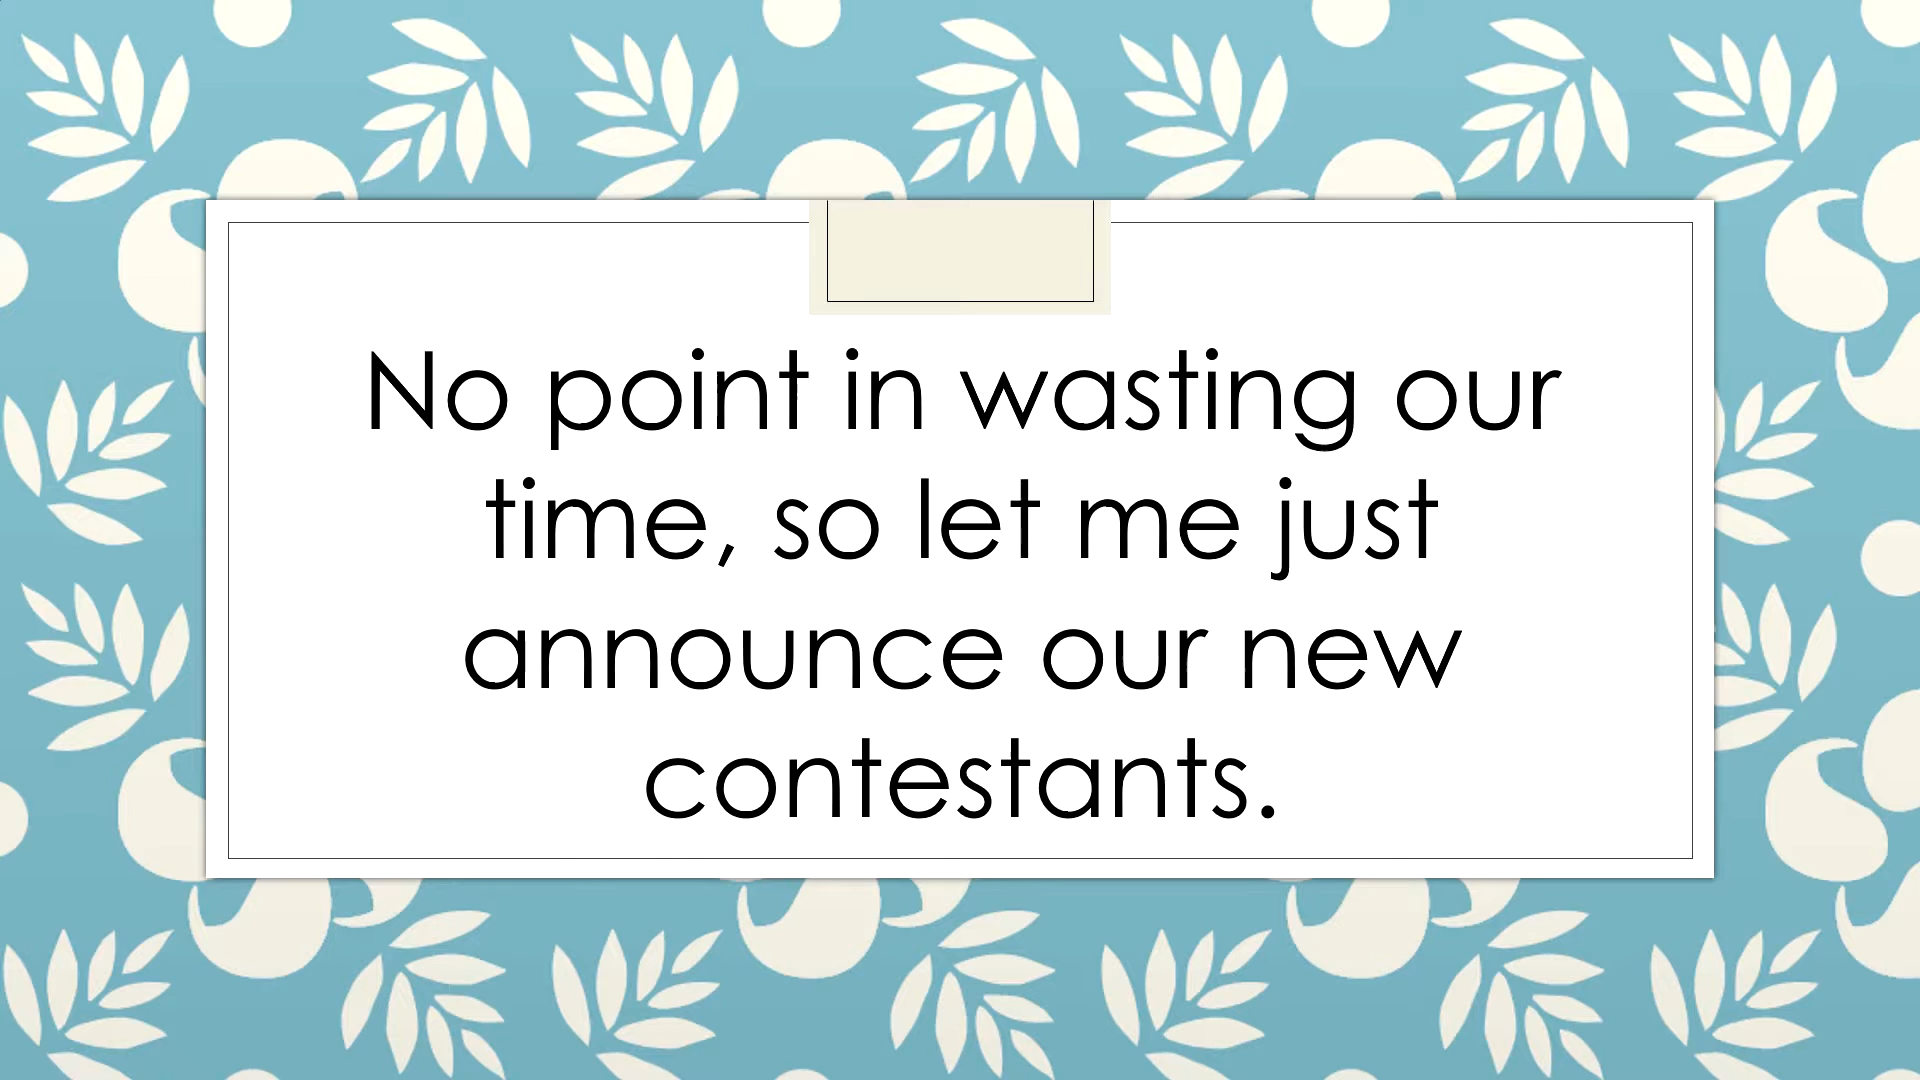 No point in wasting our
time, so let me just
announce our new
contestants.